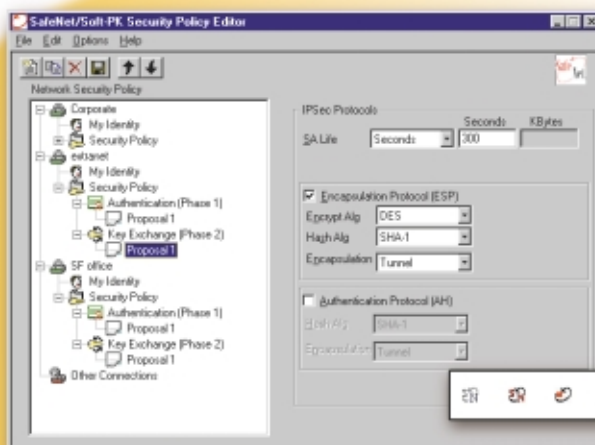 SafeNet/Soft-PK Security Policy Editor
File Edit Options Help
Network Security Policy
Corporate
My Identity
Security Policy
extranet
My Identity
Security Policy
Authentication (Phase 1)
Proposal 1
Key Exchange (Phase 2)
Proposal 1
SF office
My Identity
Security Policy
Authentication (Phase 1)
Proposal 1
Key Exchange (Phase 2)
Proposal 1
Other Connections
IPSec Protocols
Seconds KBytes
SA Life Seconds 300
Encapsulation Protocol (ESP)
Encrypt Alg DES
Hash Alg SHA-1
Encapsulation Tunnel
Authentication Protocol (AH)
Hash Alg SHA-1
Encapsulation Tunnel